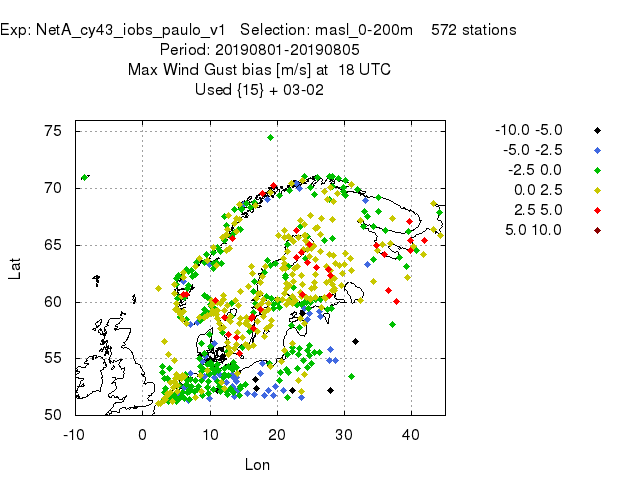 Exp: NetA_cy43_iobs_paulo_v1 Selection: masl_0-200m 572 stations
Period: 20190801-20190805
Max Wind Gust bias [m/s] at 18 UTC
Used {15} + 03-02
75
70
65
60
55
50
Lat
-10 0 10 20 30 40
Lon
-10.0 -5.0
-5.0 -2.5
-2.5 0.0
0.0 2.5
2.5 5.0
5.0 10.0